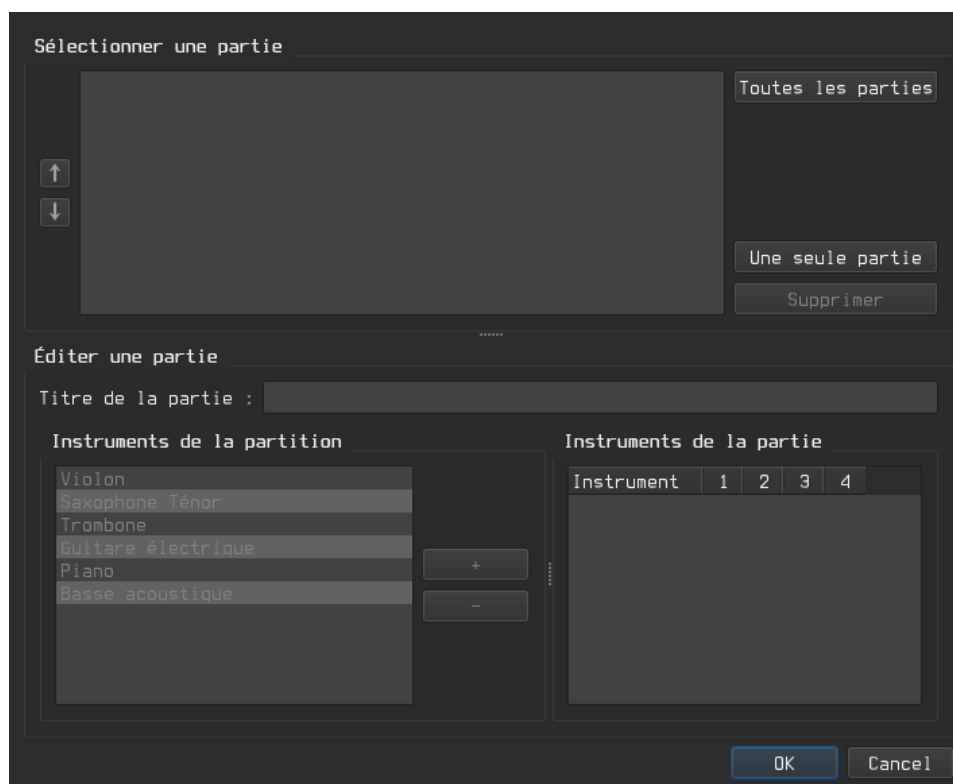 Sélectionner une partie
Toutes les parties
↑
↓
Une seule partie
Supprimer
Éditer une partie
Titre de la partie :
Instruments de la partition
Violon
Saxophone Ténor
Trombone
Guitare électrique
Piano
Basse acoustique
+
-
Instruments de la partie
Instrument 1 2 3 4
OK Cancel